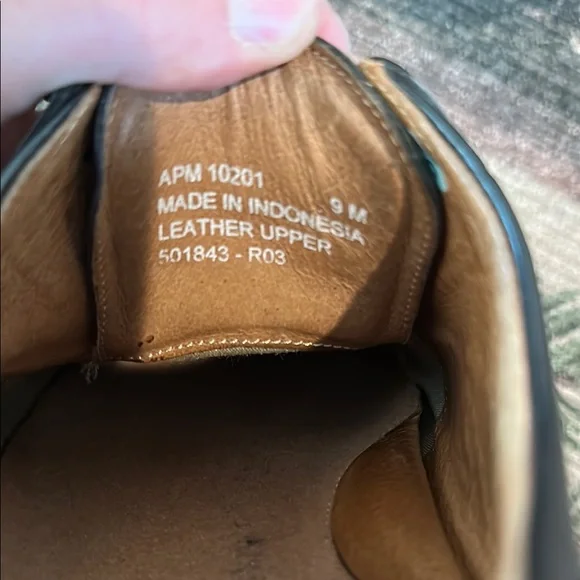 APM 10201 9 M
MADE IN INDONESIA
LEATHER UPPER
501843 - R03